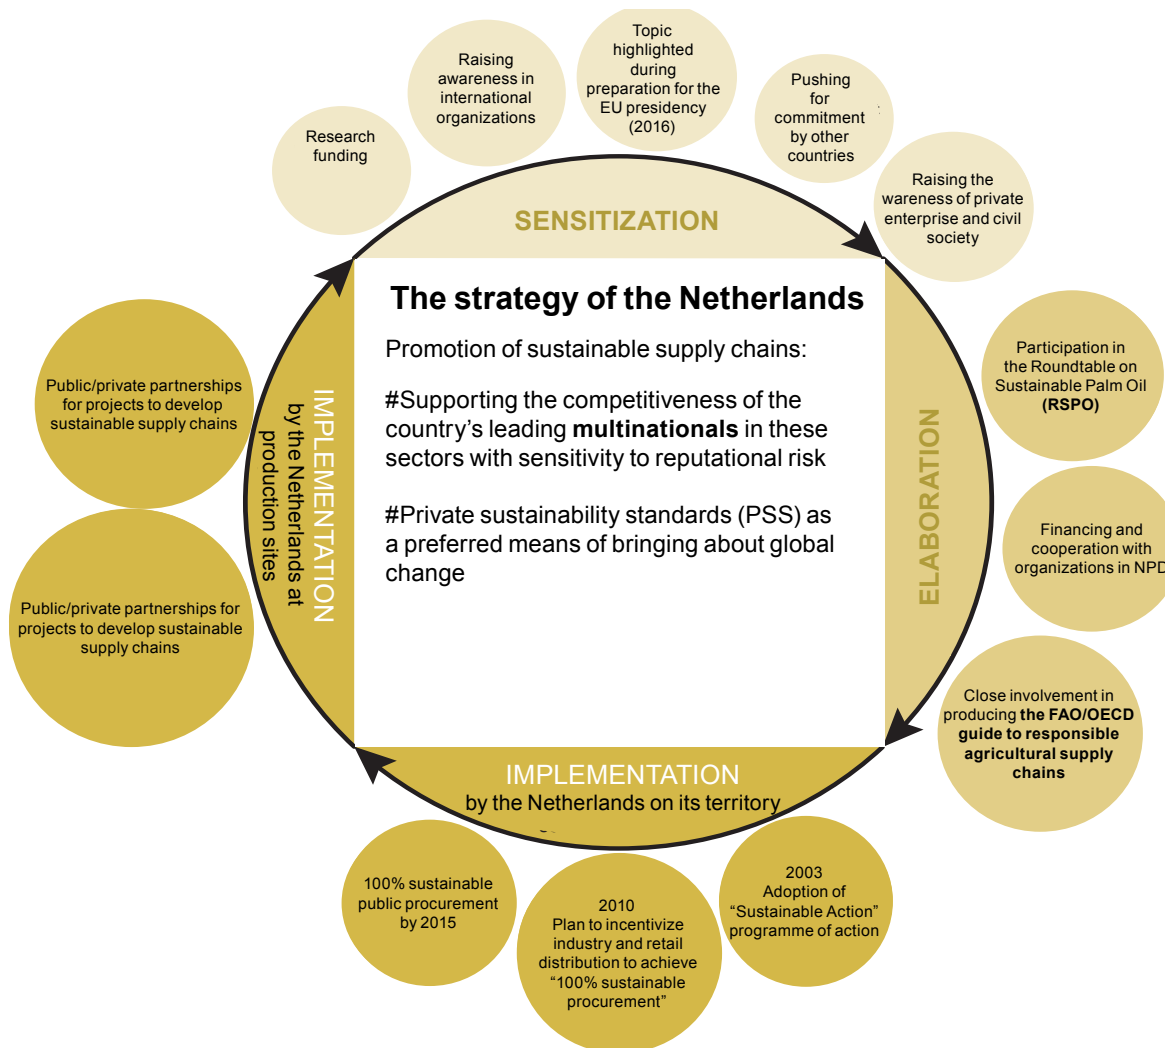 Research
funding
Raising
awareness in
international
organizations
Topic
highlighted
during
preparation for the
EU presidency
(2016)
Pushing
for
commitment
by other
countries
Raising the
wareness of private
enterprise and civil
society
SENSITIZATION
The strategy of the Netherlands
Promotion of sustainable supply chains:
#Supporting the competitiveness of the
country’s leading multinationals in these
sectors with sensitivity to reputational risk
#Private sustainability standards (PSS) as
a preferred means of bringing about global
change
ELABORATION
Participation in
the Roundtable on
Sustainable Palm Oil
(RSPO)
Financing and
cooperation with
organizations in NPD
Close involvement in
producing the FAO/OECD
guide to responsible
agricultural supply
chains
IMPLEMENTATION
by the Netherlands on its territory
2003
Adoption of
“Sustainable Action”
programme of action
2010
Plan to incentivize
industry and retail
distribution to achieve
“100% sustainable
procurement”
100% sustainable
public procurement
by 2015
IMPLEMENTATION
by the Netherlands at
production sites
Public/private partnerships
for projects to develop
sustainable supply chains
Public/private partnerships for
projects to develop sustainable
supply chains